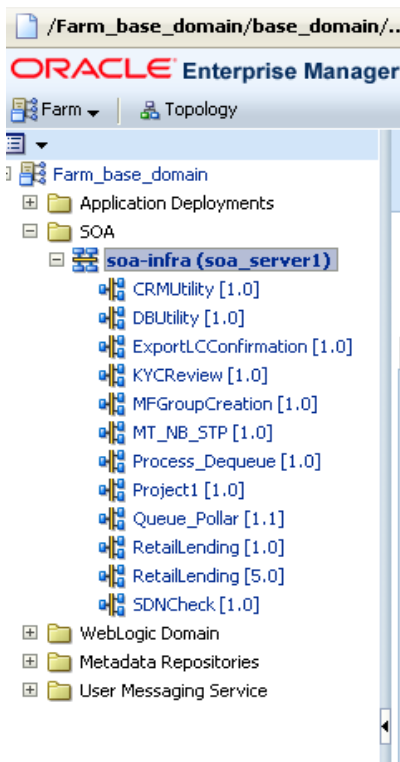 /Farm_base_domain/base_domain/..
ORACLE Enterprise Manager
Farm Topology
Farm_base_domain
Application Deployments
SOA
soa-infra (soa_server1)
CRMUtility [1.0]
DBUtility [1.0]
ExportLCConfirmation [1.0]
KYCReview [1.0]
MFGroupCreation [1.0]
MT_NB_STP [1.0]
Process_Dequeue [1.0]
Project1 [1.0]
Queue_Pollar [1.1]
RetailLending [1.0]
RetailLending [5.0]
SDNCheck [1.0]
WebLogic Domain
Metadata Repositories
User Messaging Service